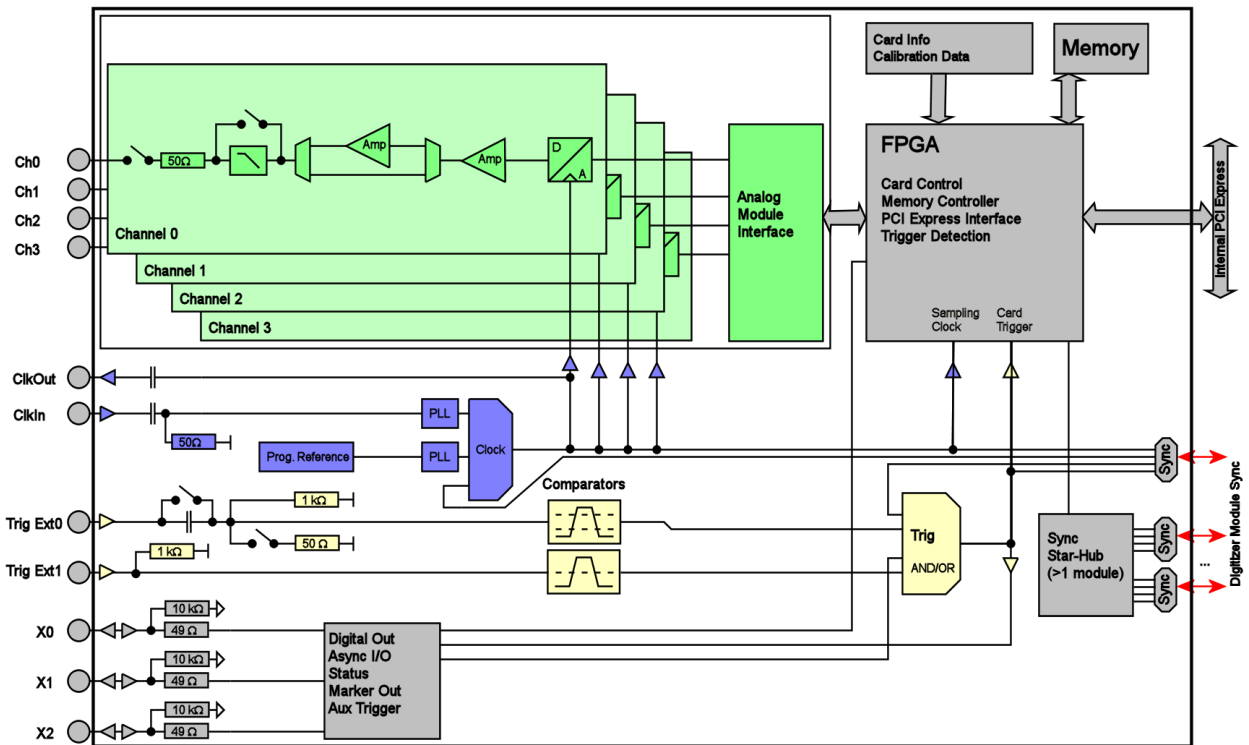 Card Info
Calibration Data
Memory
FPGA
Card Control
Memory Controller
PCI Express Interface
Trigger Detection
Sampling
Clock
Card
Trigger
Internal PCI Express
Ch0
Ch1
Ch2
Ch3
50Ω
Amp
Amp
D
A
Channel 0
Channel 1
Channel 2
Channel 3
Analog
Module
Interface
ClkOut
ClkIn
50Ω
PLL
Prog. Reference
PLL
Clock
Sync
Trig Ext0
1 kΩ
50 Ω
Comparators
Trig Ext1
1 kΩ
Trig
AND/OR
Sync
Star-Hub
(>1 module)
Sync
...
Sync
Digitizer Module Sync
X0
10 kΩ
49 Ω
X1
10 kΩ
49 Ω
X2
10 kΩ
49 Ω
Digital Out
Async I/O
Status
Marker Out
Aux Trigger